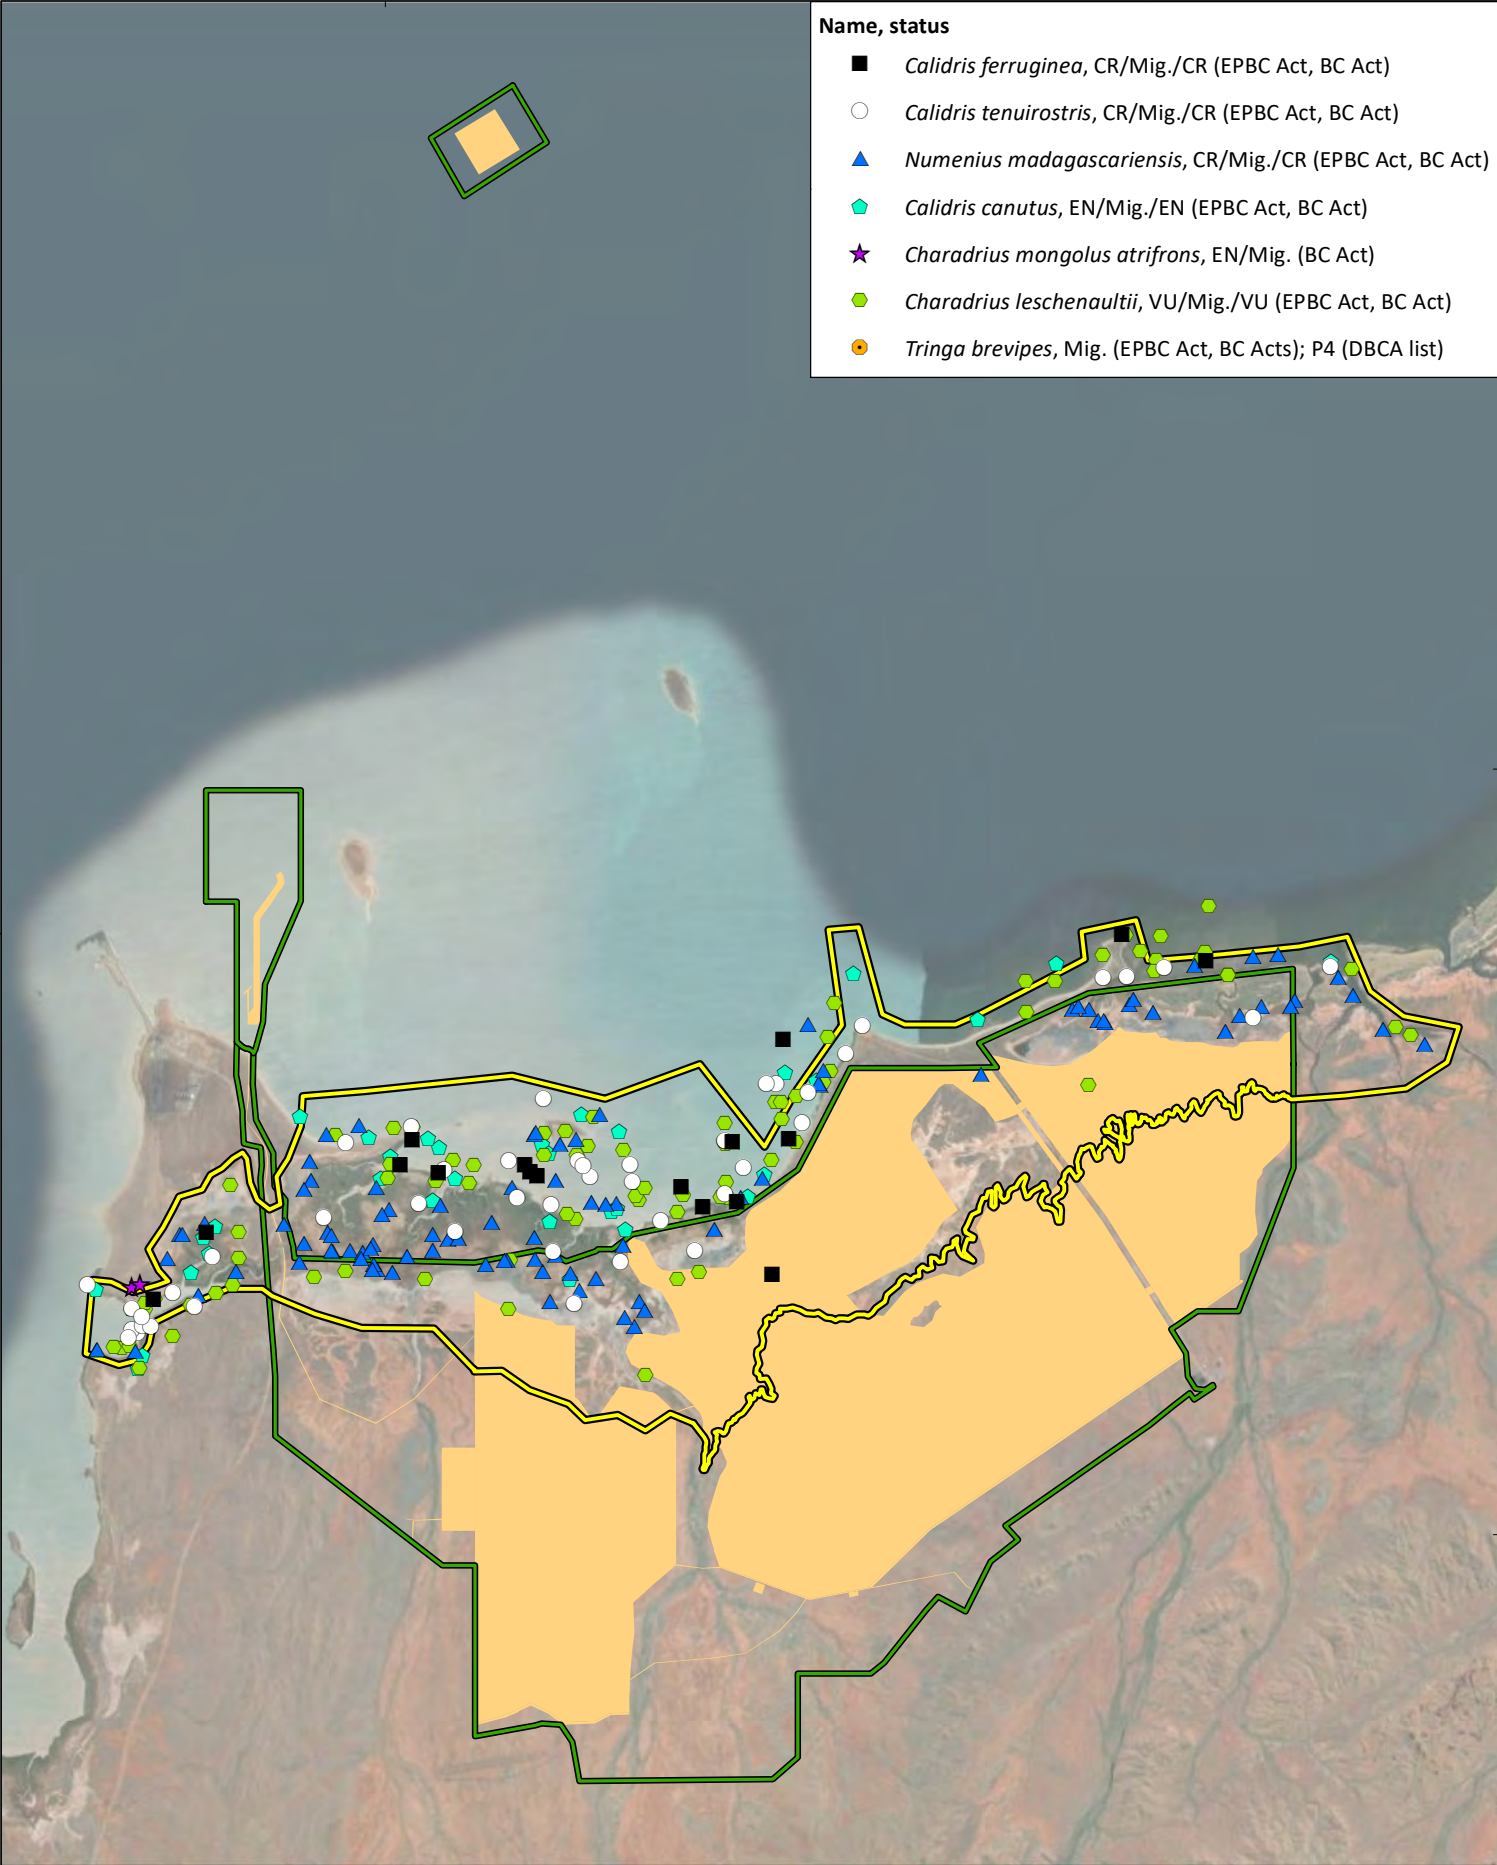 Name, status
Calidris ferruginea, CR/Mig./CR (EPBC Act, BC Act)
Calidris tenuirostris, CR/Mig./CR (EPBC Act, BC Act)
Numenius madagascariensis, CR/Mig./CR (EPBC Act, BC Act)
Calidris canutus, EN/Mig./EN (EPBC Act, BC Act)
Charadrius mongolus atrifrons, EN/Mig. (BC Act)
Charadrius leschenaultii, VU/Mig./VU (EPBC Act, BC Act)
Tringa brevipes, Mig. (EPBC Act, BC Acts); P4 (DBCA list)